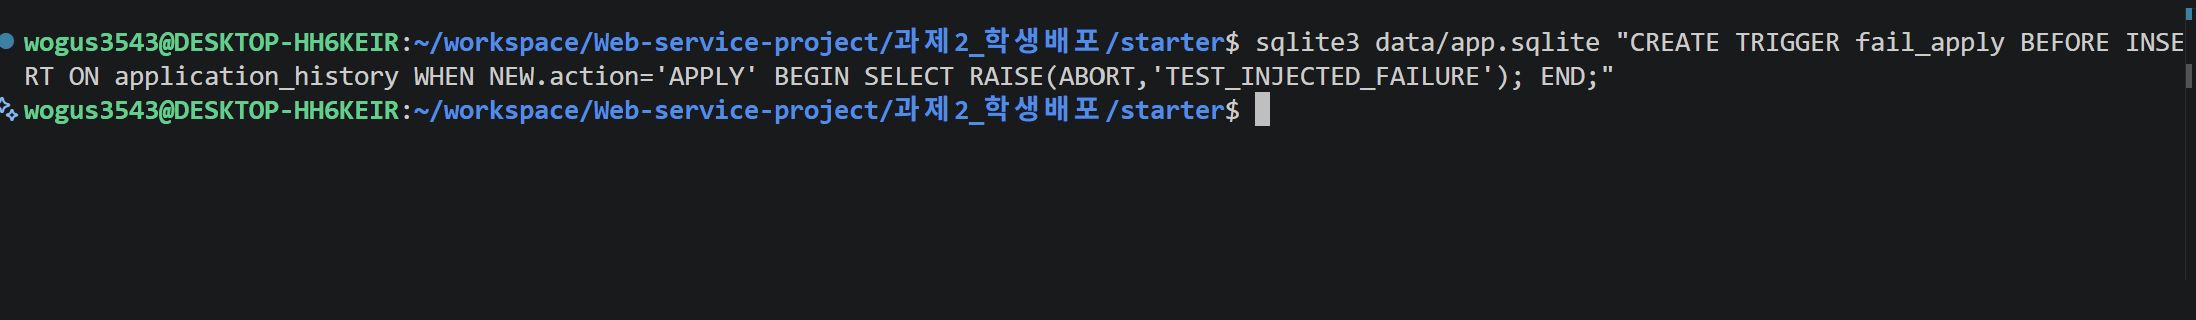 wogus3543@DESKTOP-HH6KEIR:~/workspace/Web-service-project/과제2_학생배포/starter$ sqlite3 data/app.sqlite "CREATE TRIGGER fail_apply BEFORE INSE
RT ON application_history WHEN NEW.action='APPLY' BEGIN SELECT RAISE(ABORT,'TEST_INJECTED_FAILURE'); END;"
wogus3543@DESKTOP-HH6KEIR:~/workspace/Web-service-project/과제2_학생배포/starter$